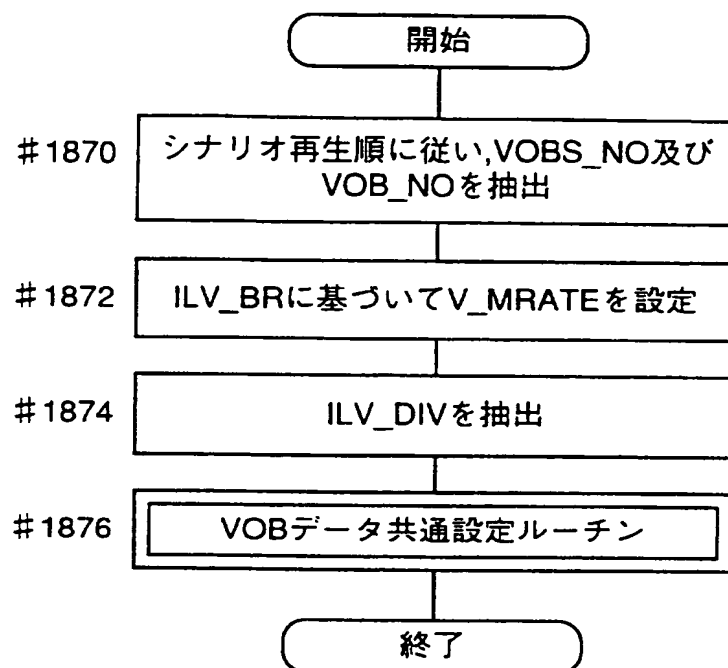 開始
#1870 シナリオ再生順に従い,VOBS_NO及び
VOB_NOを抽出
#1872 ILV_BRに基づいてV_MRATEを設定
#1874 ILV_DIVを抽出
#1876 VOBデータ共通設定ルーチン
終了